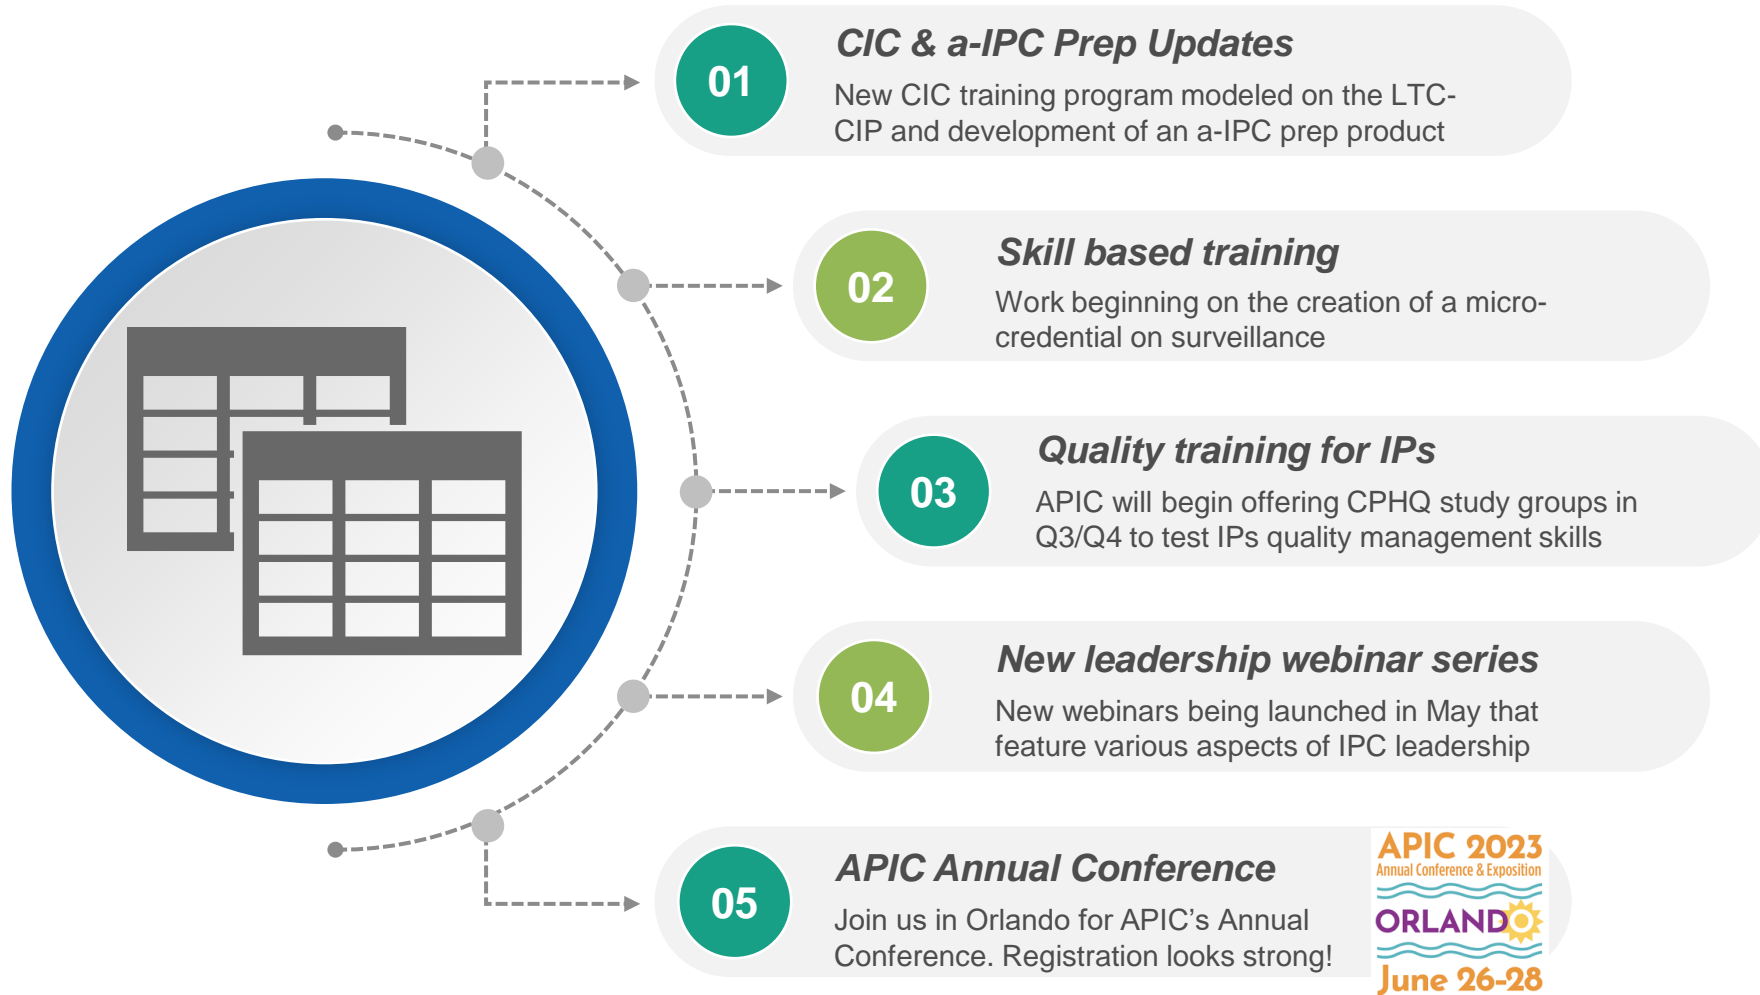 01
CIC & a-IPC Prep Updates
New CIC training program modeled on the LTC-
CIP and development of an a-IPC prep product
02
Skill based training
Work beginning on the creation of a micro-
credential on surveillance
03
Quality training for IPs
APIC will begin offering CPHQ study groups in
Q3/Q4 to test IPs quality management skills
04
New leadership webinar series
New webinars being launched in May that
feature various aspects of IPC leadership
05
APIC Annual Conference
Join us in Orlando for APIC’s Annual
Conference. Registration looks strong!
APIC 2023
Annual Conference & Exposition
ORLANDO
June 26-28